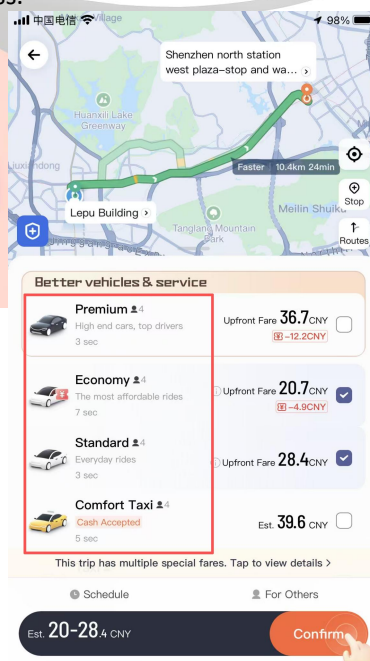 中国电信
Village
98%
Shenzhen north station
west plaza-stop and wa... >
Huanxili Lake
Greenway
Faster 10.4km 24min
Lepu Building >
Stop
Meilin Shuiku
Tanglang Mountain
Park
Routes
Better vehicles & service
Premium 4
High end cars, top drivers
3 sec
Upfront Fare 36.7CNY
-12.2CNY
Economy 4
The most affordable rides
7 sec
Upfront Fare 20.7CNY
-4.9CNY
Standard 4
Everyday rides
3 sec
Upfront Fare 28.4CNY
Comfort Taxi 4
Cash Accepted
5 sec
Est. 39.6 CNY
This trip has multiple special fares. Tap to view details >
Schedule
For Others
Est. 20-28.4 CNY
Confirm